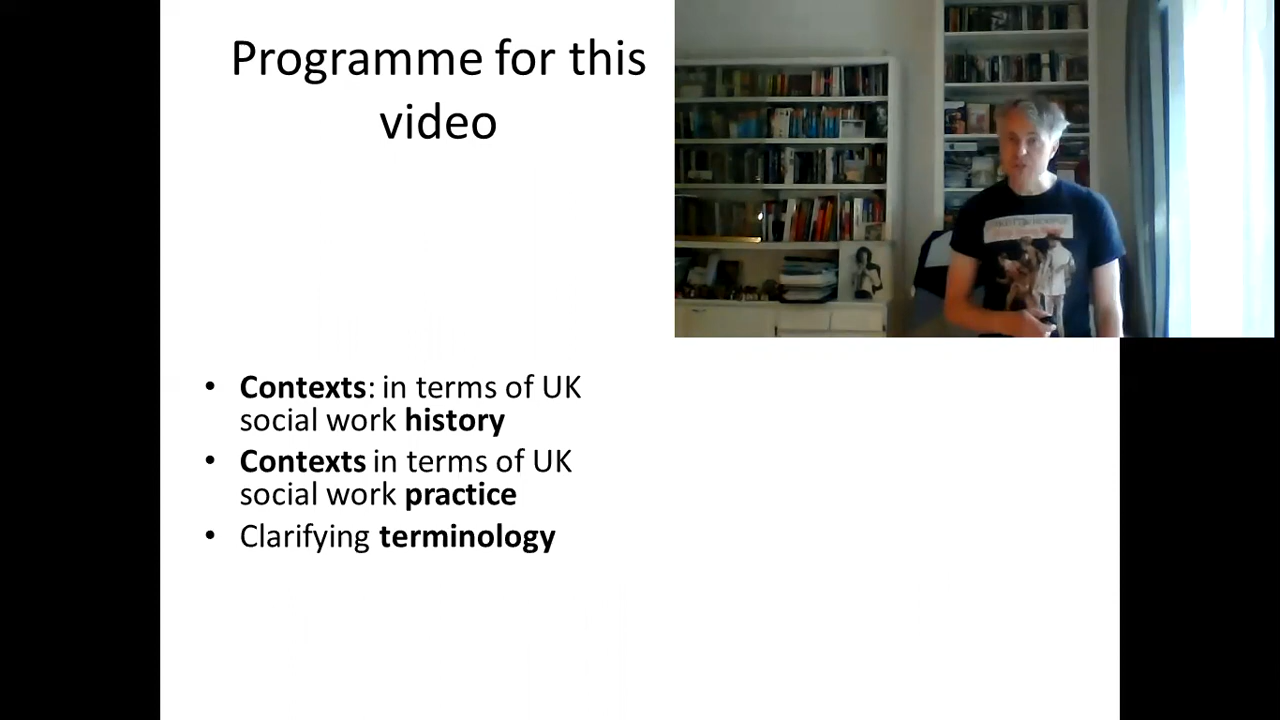 Programme for this
video
• Contexts: in terms of UK
social work history
• Contexts in terms of UK
social work practice
• Clarifying terminology